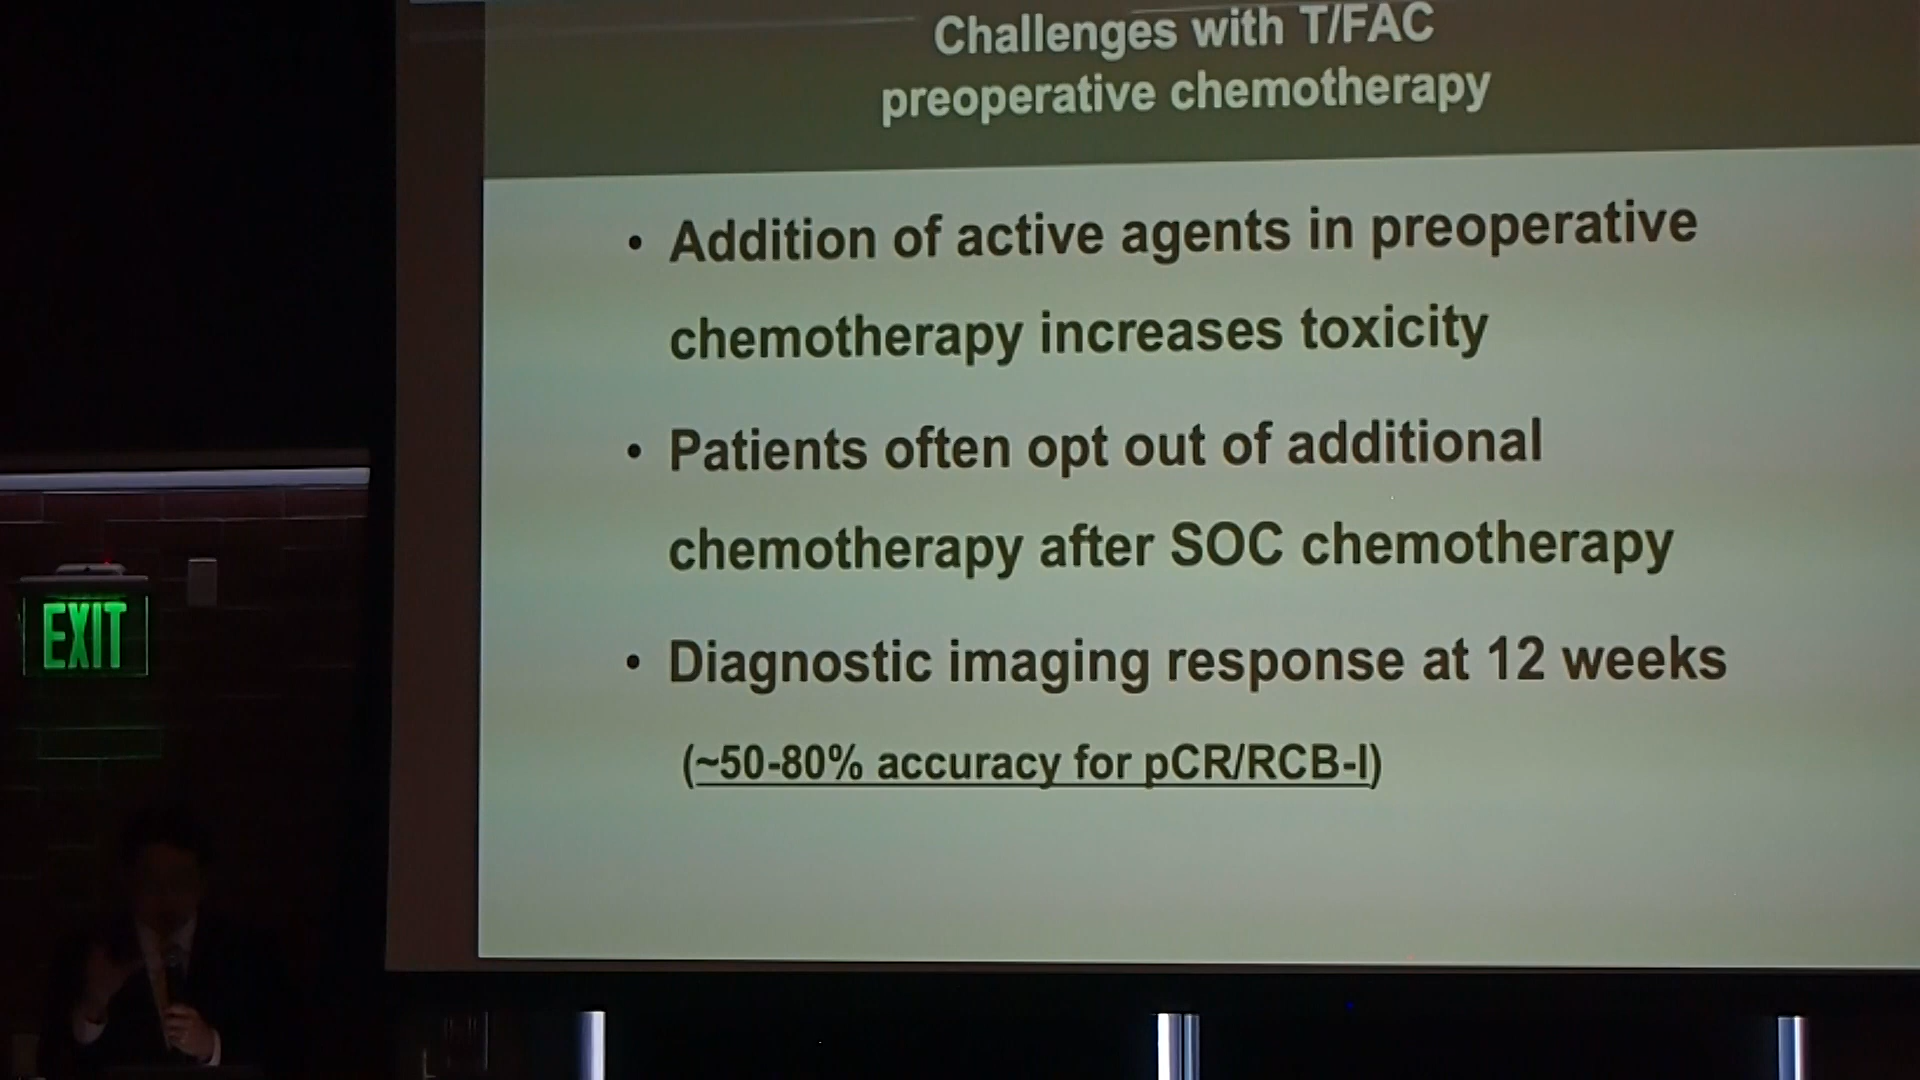 Challenges with T/FAC
preoperative chemotherapy
• Addition of active agents in preoperative
chemotherapy increases toxicity
• Patients often opt out of additional
chemotherapy after SOC chemotherapy
• Diagnostic imaging response at 12 weeks
(~50-80% accuracy for pCR/RCB-I)
EXIT